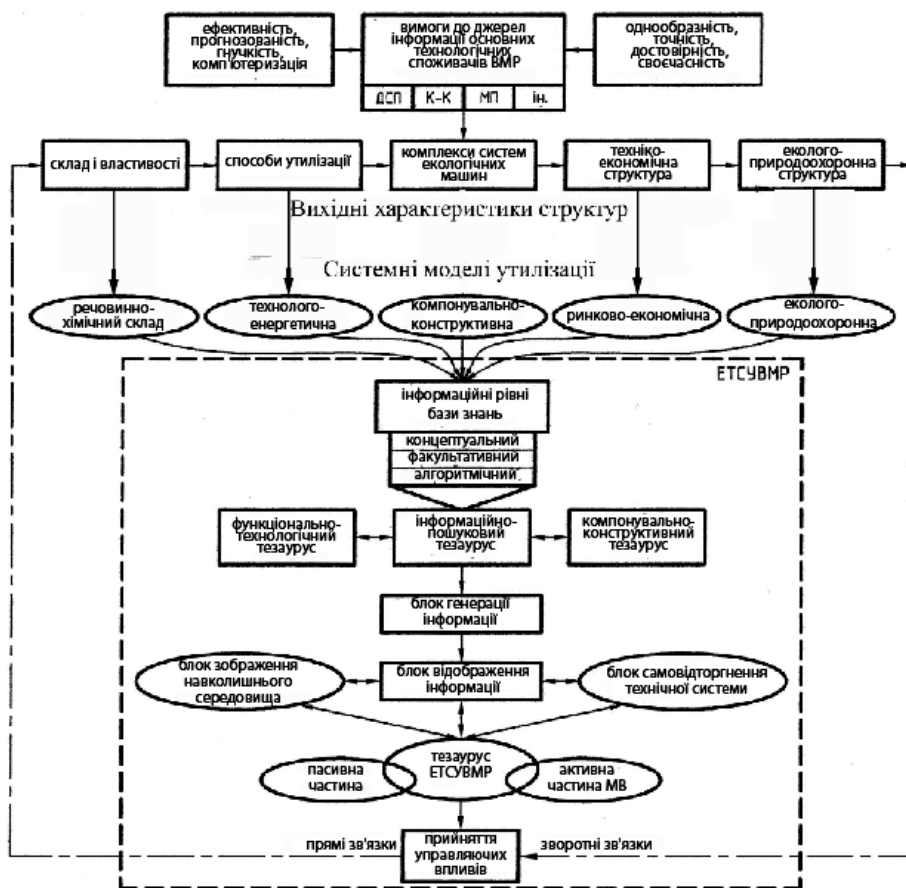 ефективність,
прогнозованість,
гнучкість,
комп'ютеризація
вимоги до джерел
інформації основних
технологічних
споживачів ВМР
ДСП К-К МП ін.
однообразність,
точність,
достовірність,
своєчасність
склад і властивості
способи утилізації
комплекси систем
екологічних
машин
техніко-
економічна
структура
еколого-
природоохоронна
структура
Вихідні характеристики структур
Системні моделі утилізації
речовинно-
хімічний склад
технолого-
енергетична
компонувально-
конструктивна
ринково-економічна
еколого-
природоохоронна
ЕТСУВМР
інформаційні рівні
бази знань
концептуальний
факультативний
алгоритмічний
функціонально-
технологічний
тезаурус
інформаційно-
пошуковий
тезаурус
компонувально-
конструктивний
тезаурус
блок генерації
інформації
блок зображення
навколишнього
середовища
блок відображення
інформації
блок самовідторгнення
технічної системи
пасивна
частина
тезаурус
ЕТСУВМР
активна
частина МВ
прямі зв'язки
прийняття
управляючих
впливів
зворотні зв'язки